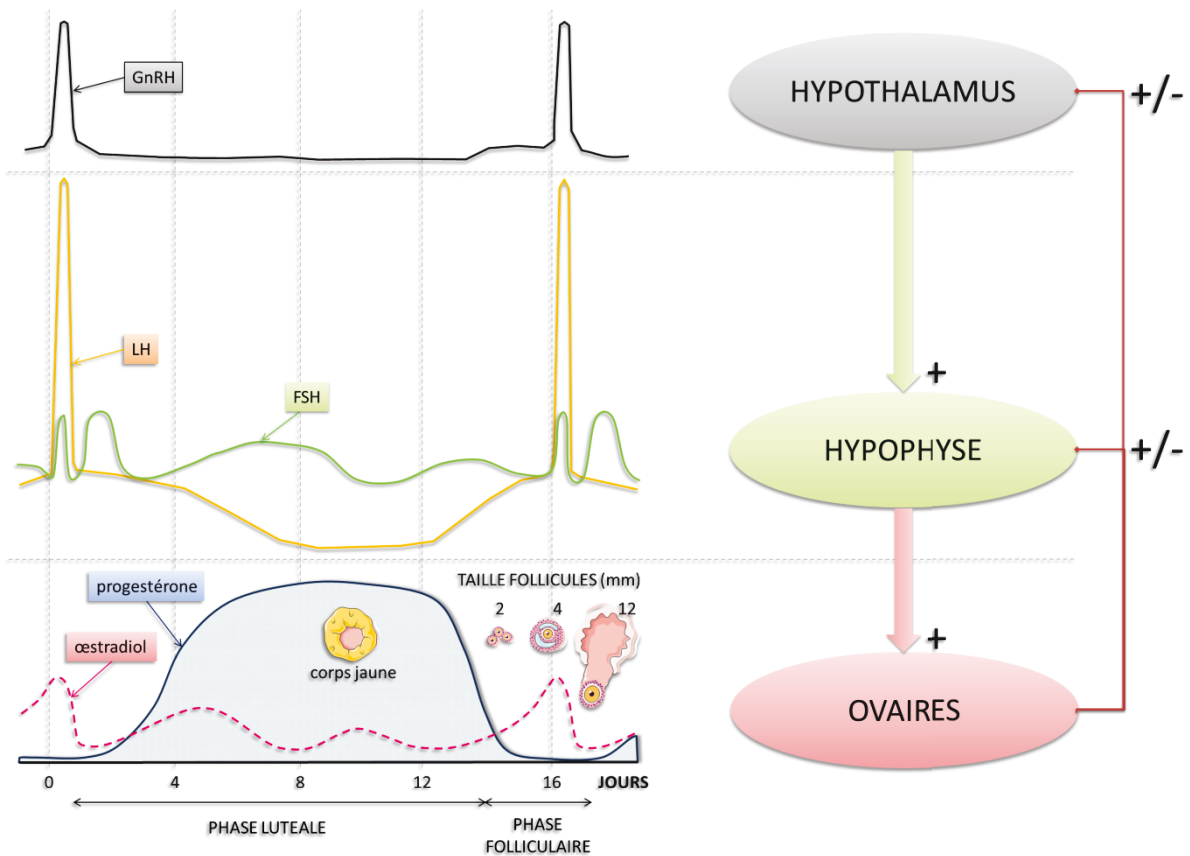 GnRH
HYPOTHALAMUS
+/-
LH
FSH
+
HYPOPHYSE
+/-
progestérone
œstradiol
corps jaune
TAILLE FOLLICULES (mm)
2 4 12
+
OVAIRES
0 4 8 12 16 JOURS
PHASE LUTEALE
PHASE
FOLLICULAIRE